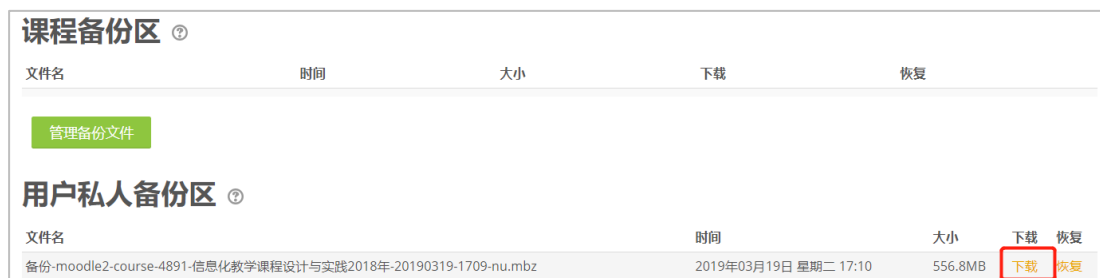 课程备份区
文件名 时间 大小 下载 恢复
管理备份文件
用户私人备份区
文件名 时间 大小 下载 恢复
备份-moodle2-course-4891-信息化教学课程设计与实践2018年-20190319-1709-nu.mbz 2019年03月19日 星期二 17:10 556.8MB 下载 恢复